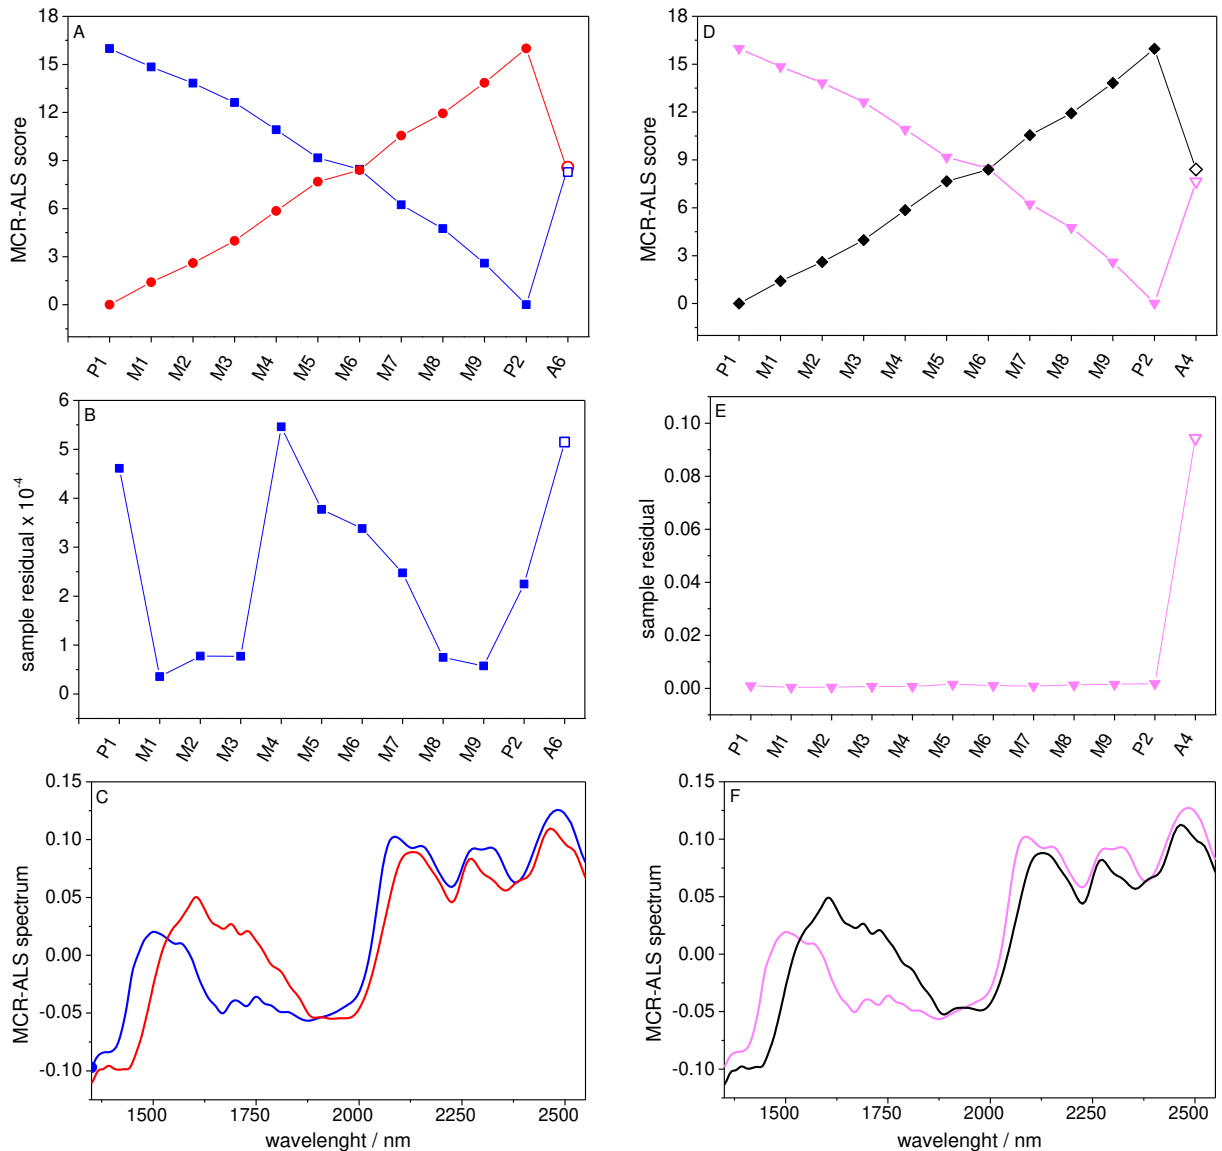 A
MCR-ALS score
18
15
12
9
6
3
0
P1 M1 M2 M3 M4 M5 M6 M7 M8 M9 P2 A6
D
MCR-ALS score
18
15
12
9
6
3
0
P1 M1 M2 M3 M4 M5 M6 M7 M8 M9 P2 A4
B
sample residual x 10⁻⁴
6
5
4
3
2
1
0
P1 M1 M2 M3 M4 M5 M6 M7 M8 M9 P2 A6
E
sample residual
0.10
0.08
0.06
0.04
0.02
0.00
P1 M1 M2 M3 M4 M5 M6 M7 M8 M9 P2 A4
C
MCR-ALS spectrum
0.15
0.10
0.05
0.00
-0.05
-0.10
1500 1750 2000 2250 2500
wavelenght / nm
F
MCR-ALS spectrum
0.15
0.10
0.05
0.00
-0.05
-0.10
1500 1750 2000 2250 2500
wavelenght / nm